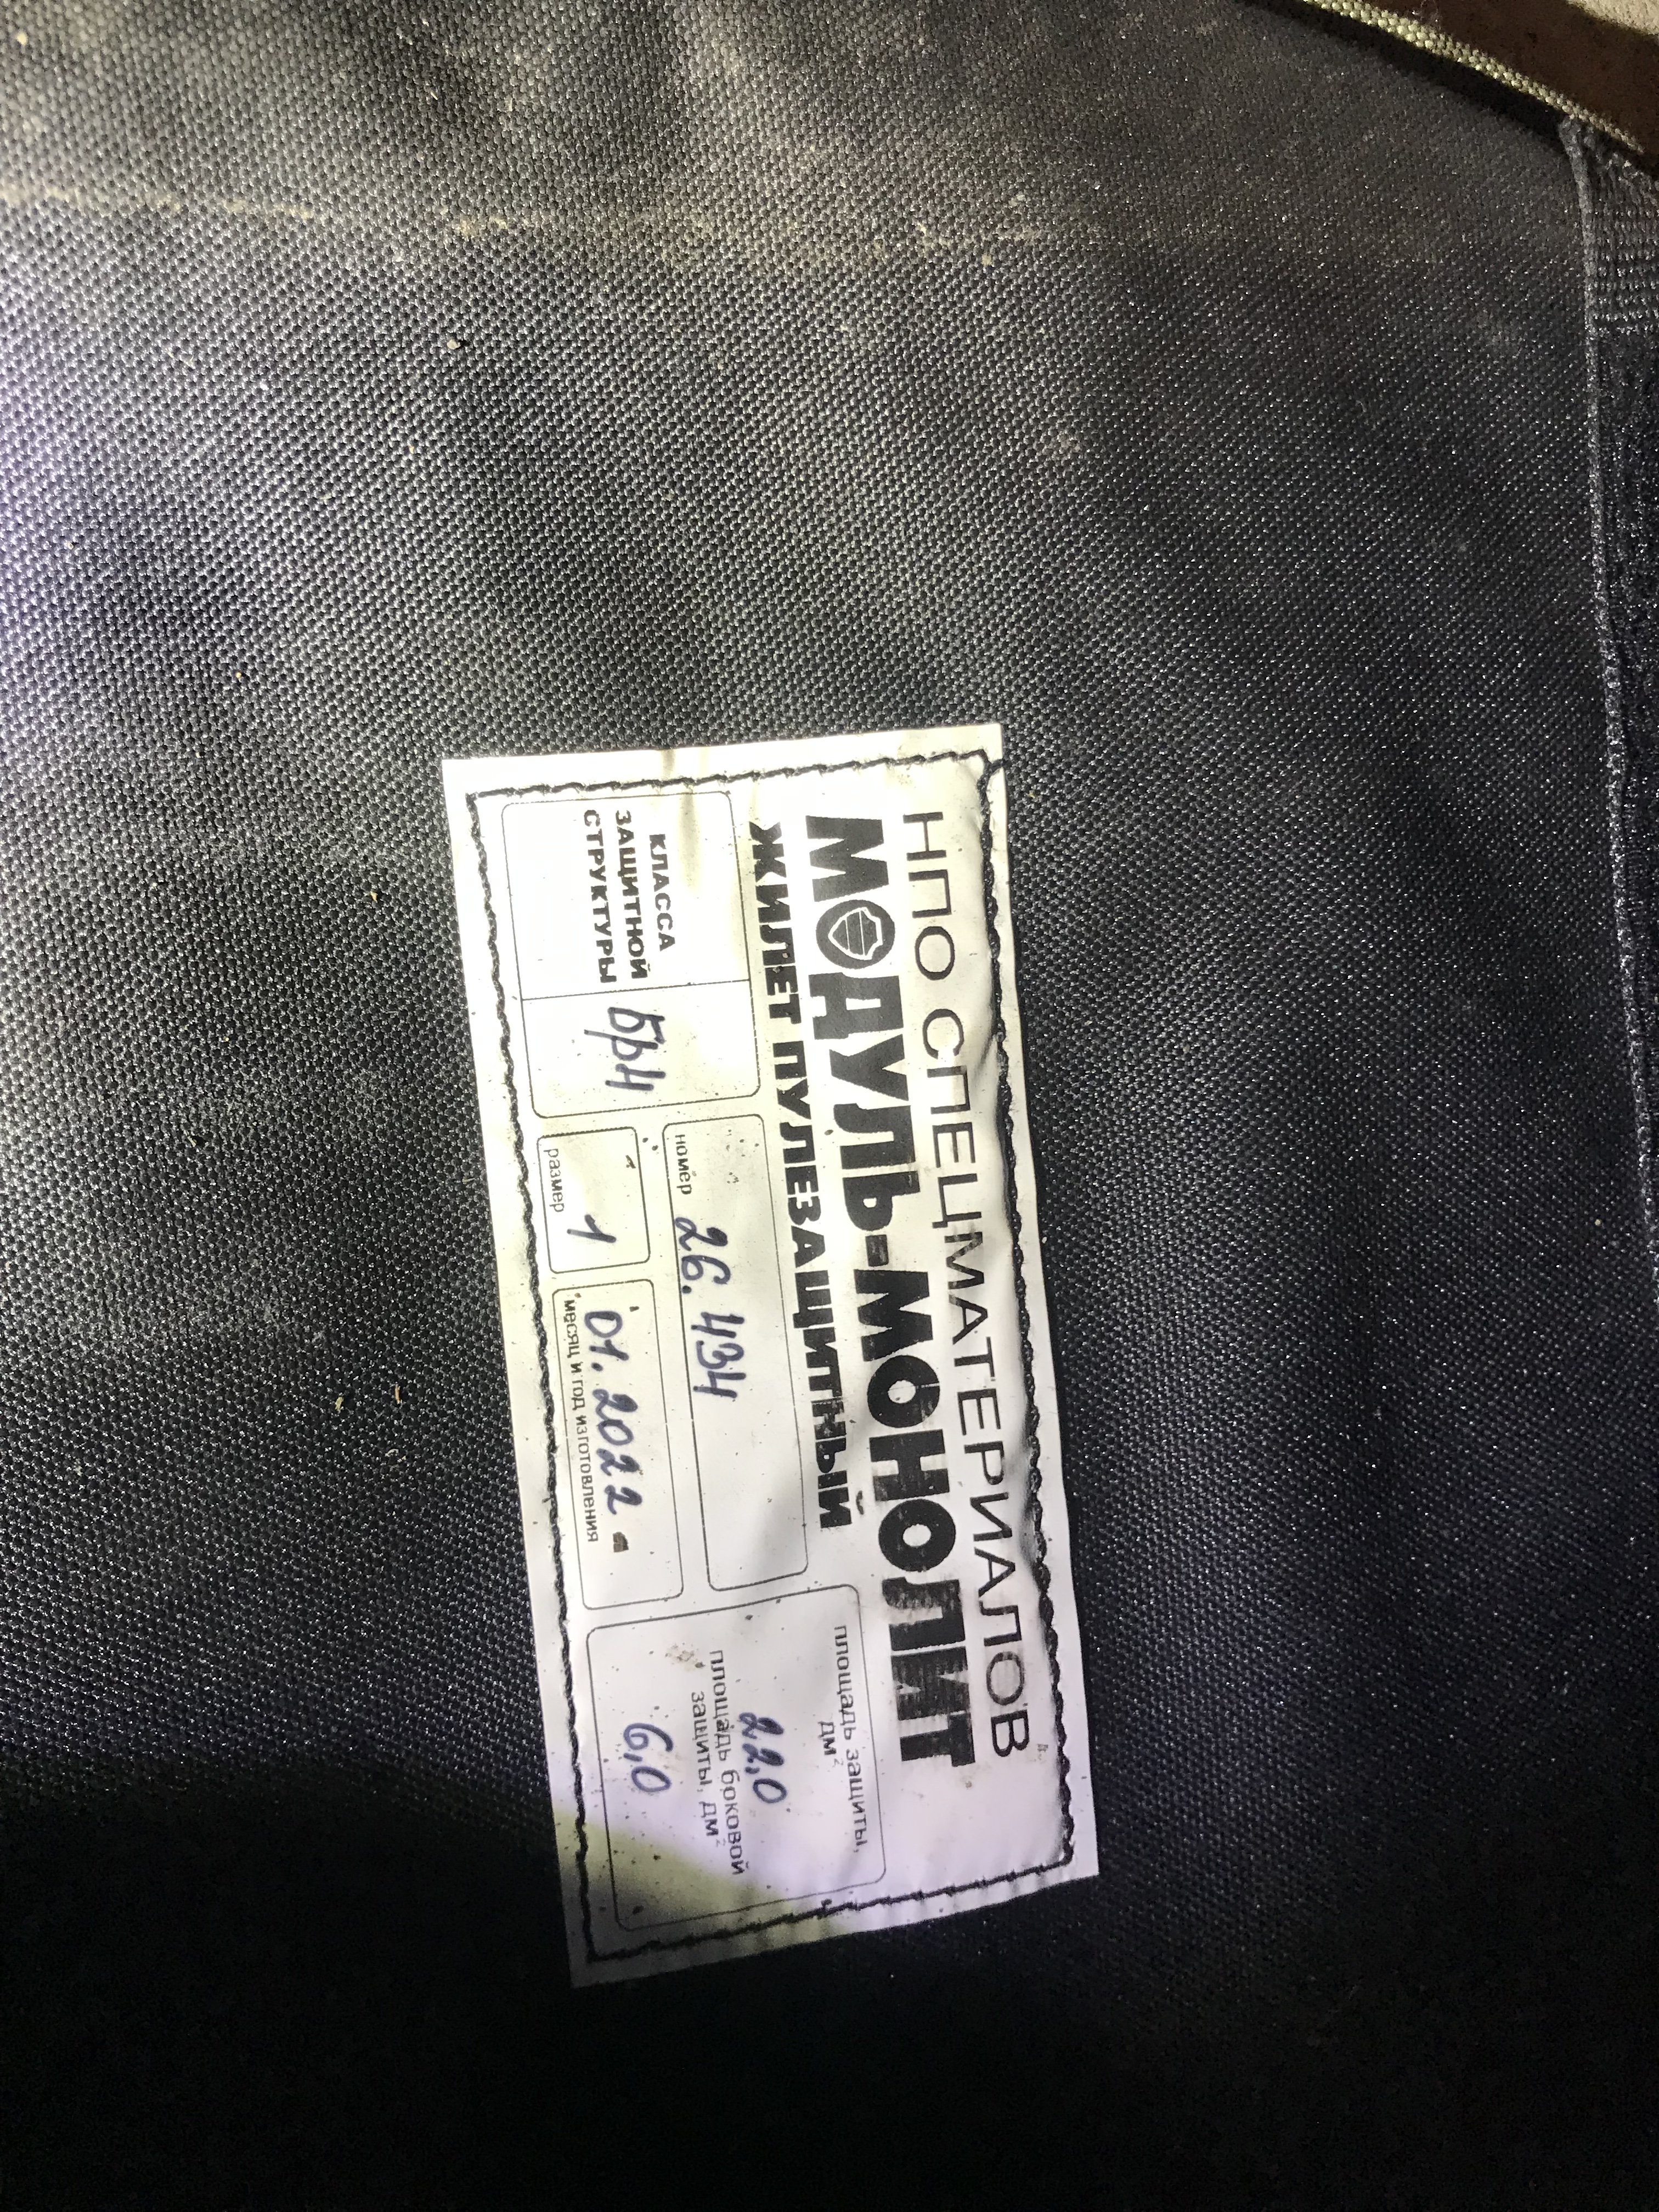 НПО СПЕЦМАТЕРИАЛОВ
МОДУЛЬ-МОНОЛИТ
ЖИЛЕТ ПУЛЕЗАЩИТНЫЙ
КЛАССА
ЗАЩИТНОЙ
СТРУКТУРЫ
Бр4
номер 26.434
размер 1
01.2022
месяц и год изготовления
площадь защиты,
дм²
22,0
площадь боковой
защиты, дм²
6,0